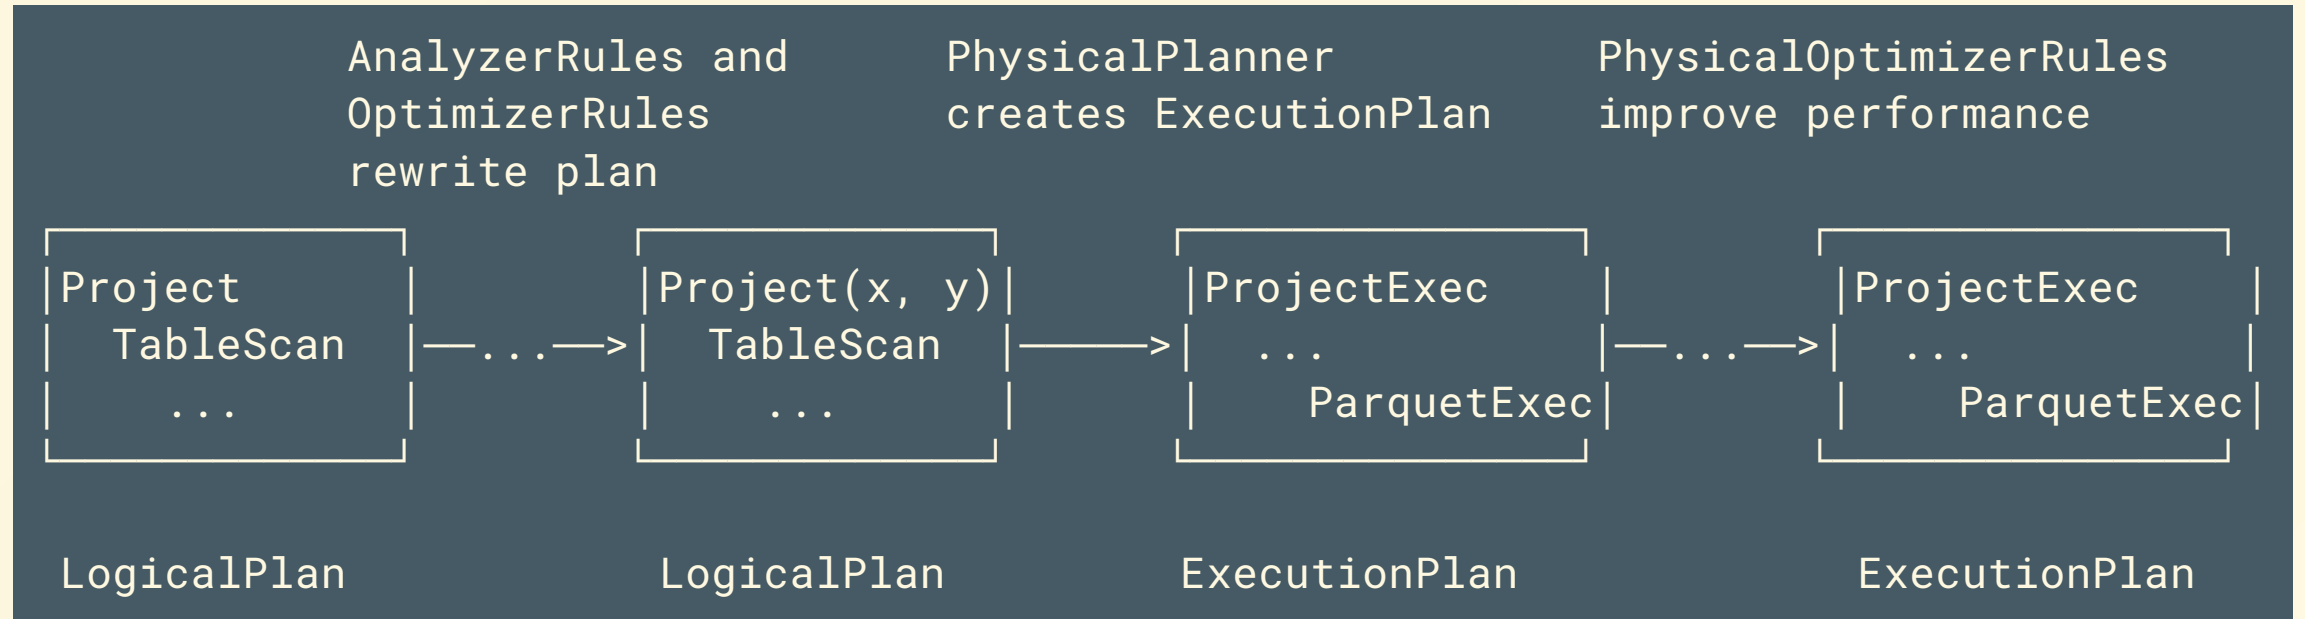 AnalyzerRules and
OptimizerRules
rewrite plan
PhysicalPlanner
creates ExecutionPlan
PhysicalOptimizerRules
improve performance
Project
TableScan
...
...
Project(x, y)
TableScan
...
ProjectExec
...
ParquetExec
...
ProjectExec
...
ParquetExec
LogicalPlan
LogicalPlan
ExecutionPlan
ExecutionPlan